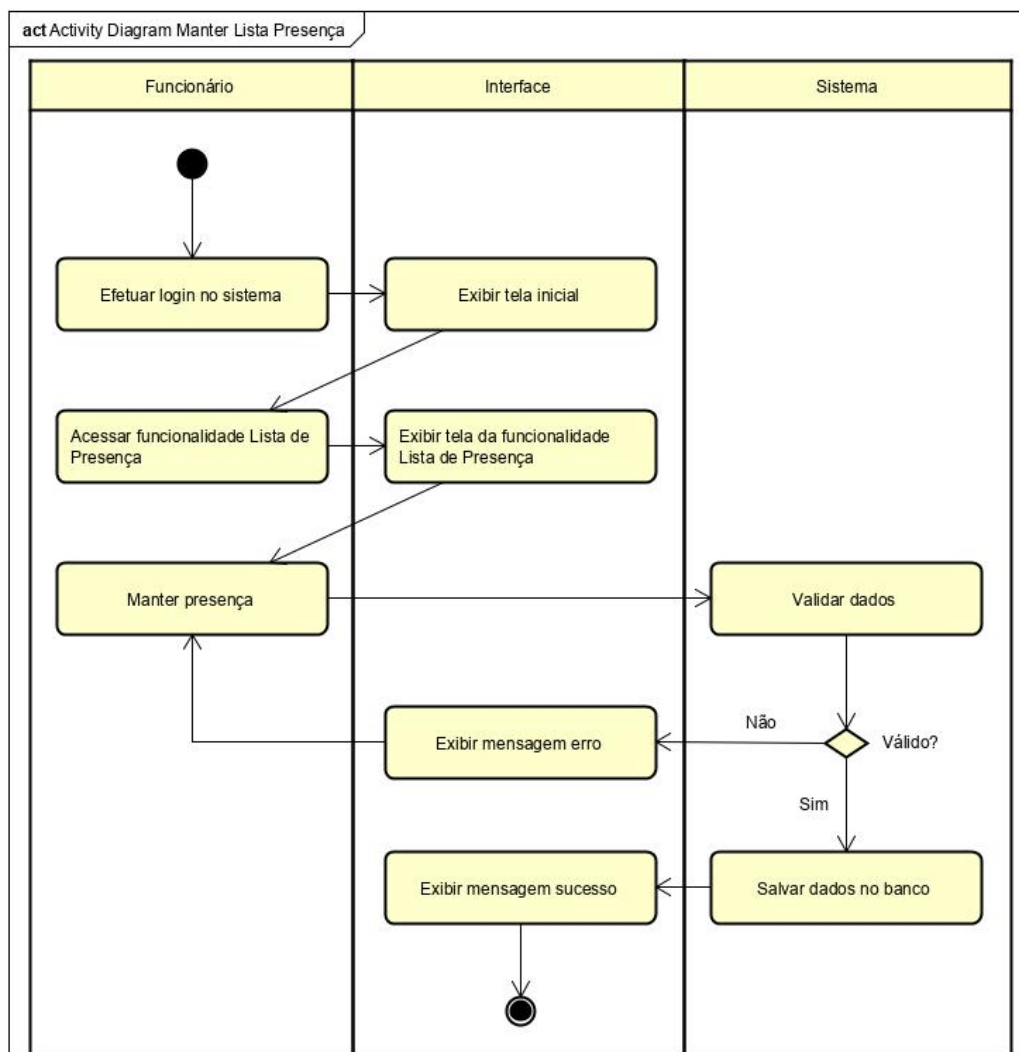 act Activity Diagram Manter Lista Presença
Funcionário
Interface
Sistema
Efetuar login no sistema
Exibir tela inicial
Acessar funcionalidade Lista de
Presença
Exibir tela da funcionalidade
Lista de Presença
Manter presença
Validar dados
Exibir mensagem erro
Não
Válido?
Sim
Exibir mensagem sucesso
Salvar dados no banco